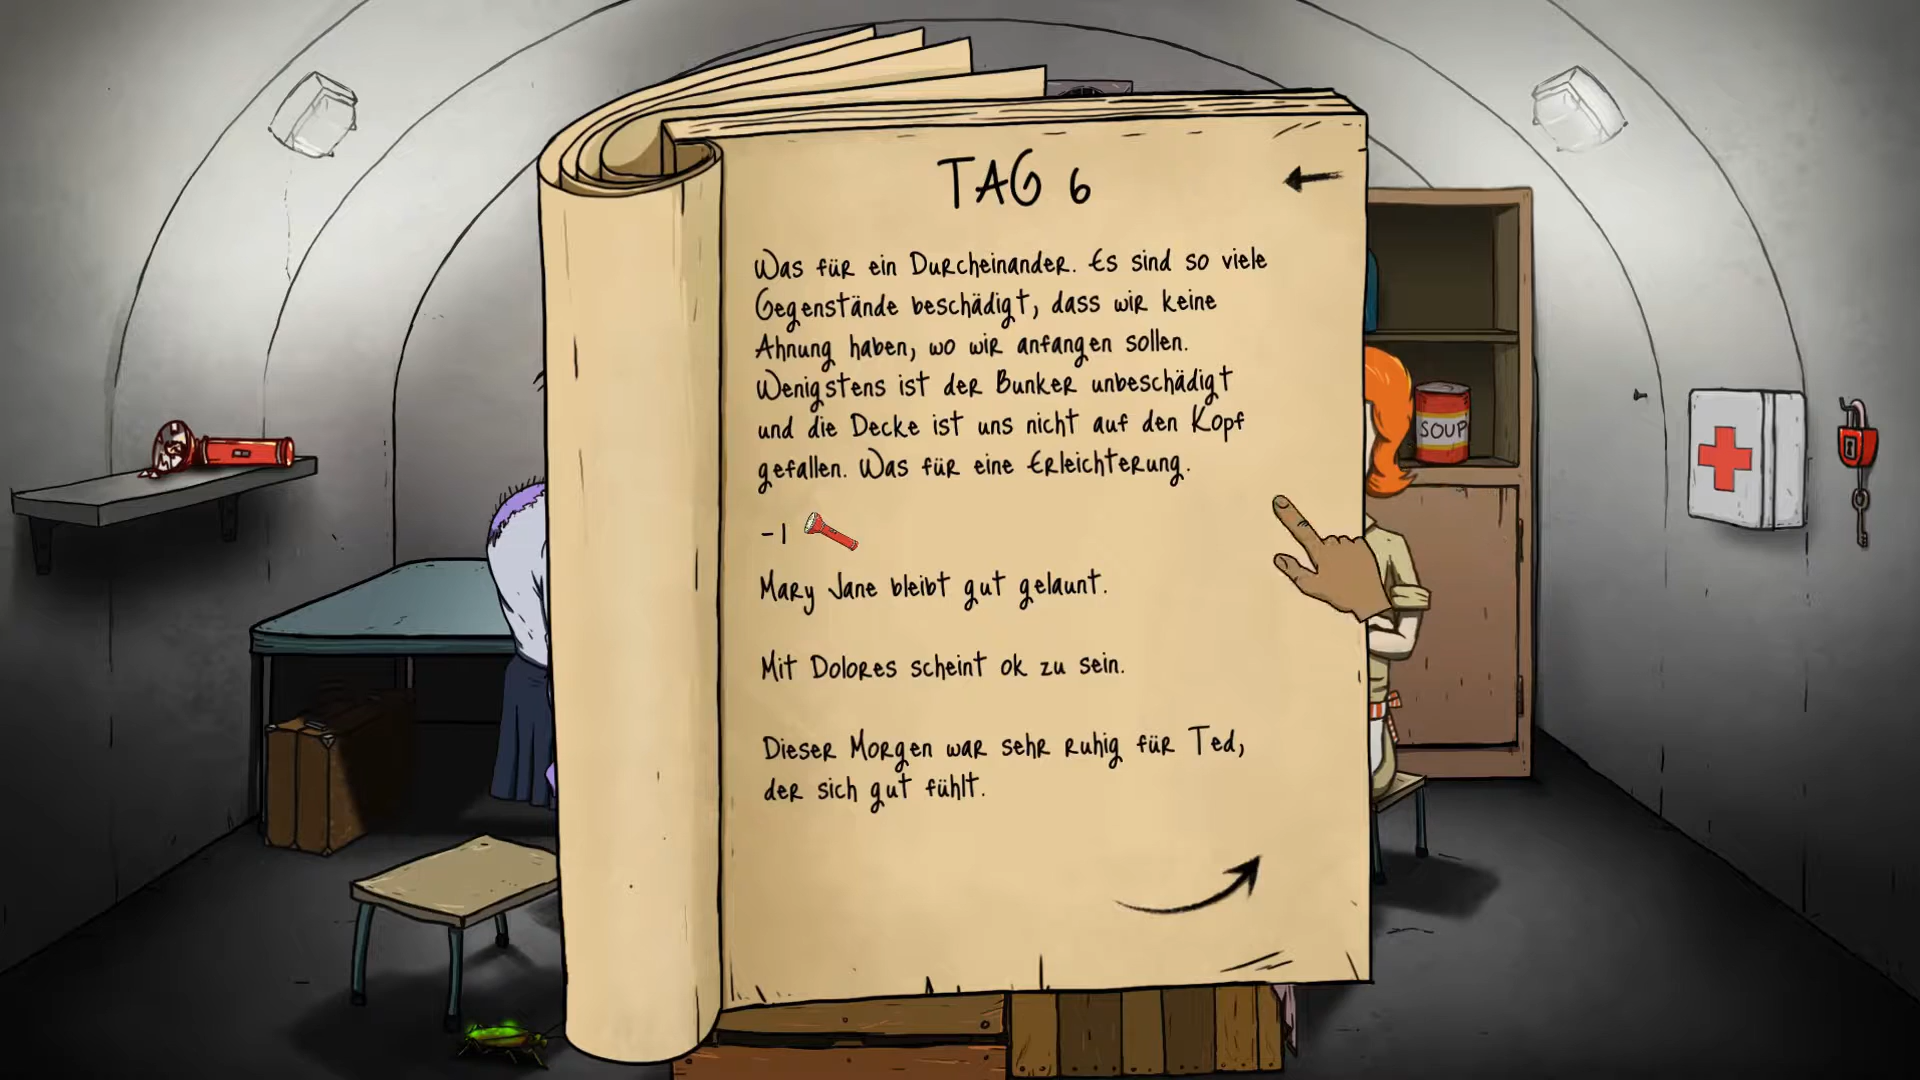 TAG 6
Was für ein Durcheinander. Es sind so viele
Gegenstände beschädigt, dass wir keine
Ahnung haben, wo wir anfangen sollen.
Wenigstens ist der Bunker unbeschädigt
und die Decke ist uns nicht auf den Kopf
gefallen. Was für eine Erleichterung.
-1
Mary Jane bleibt gut gelaunt.
Mit Dolores scheint ok zu sein.
Dieser Morgen war sehr ruhig für Ted,
der sich gut fühlt.
SOUP